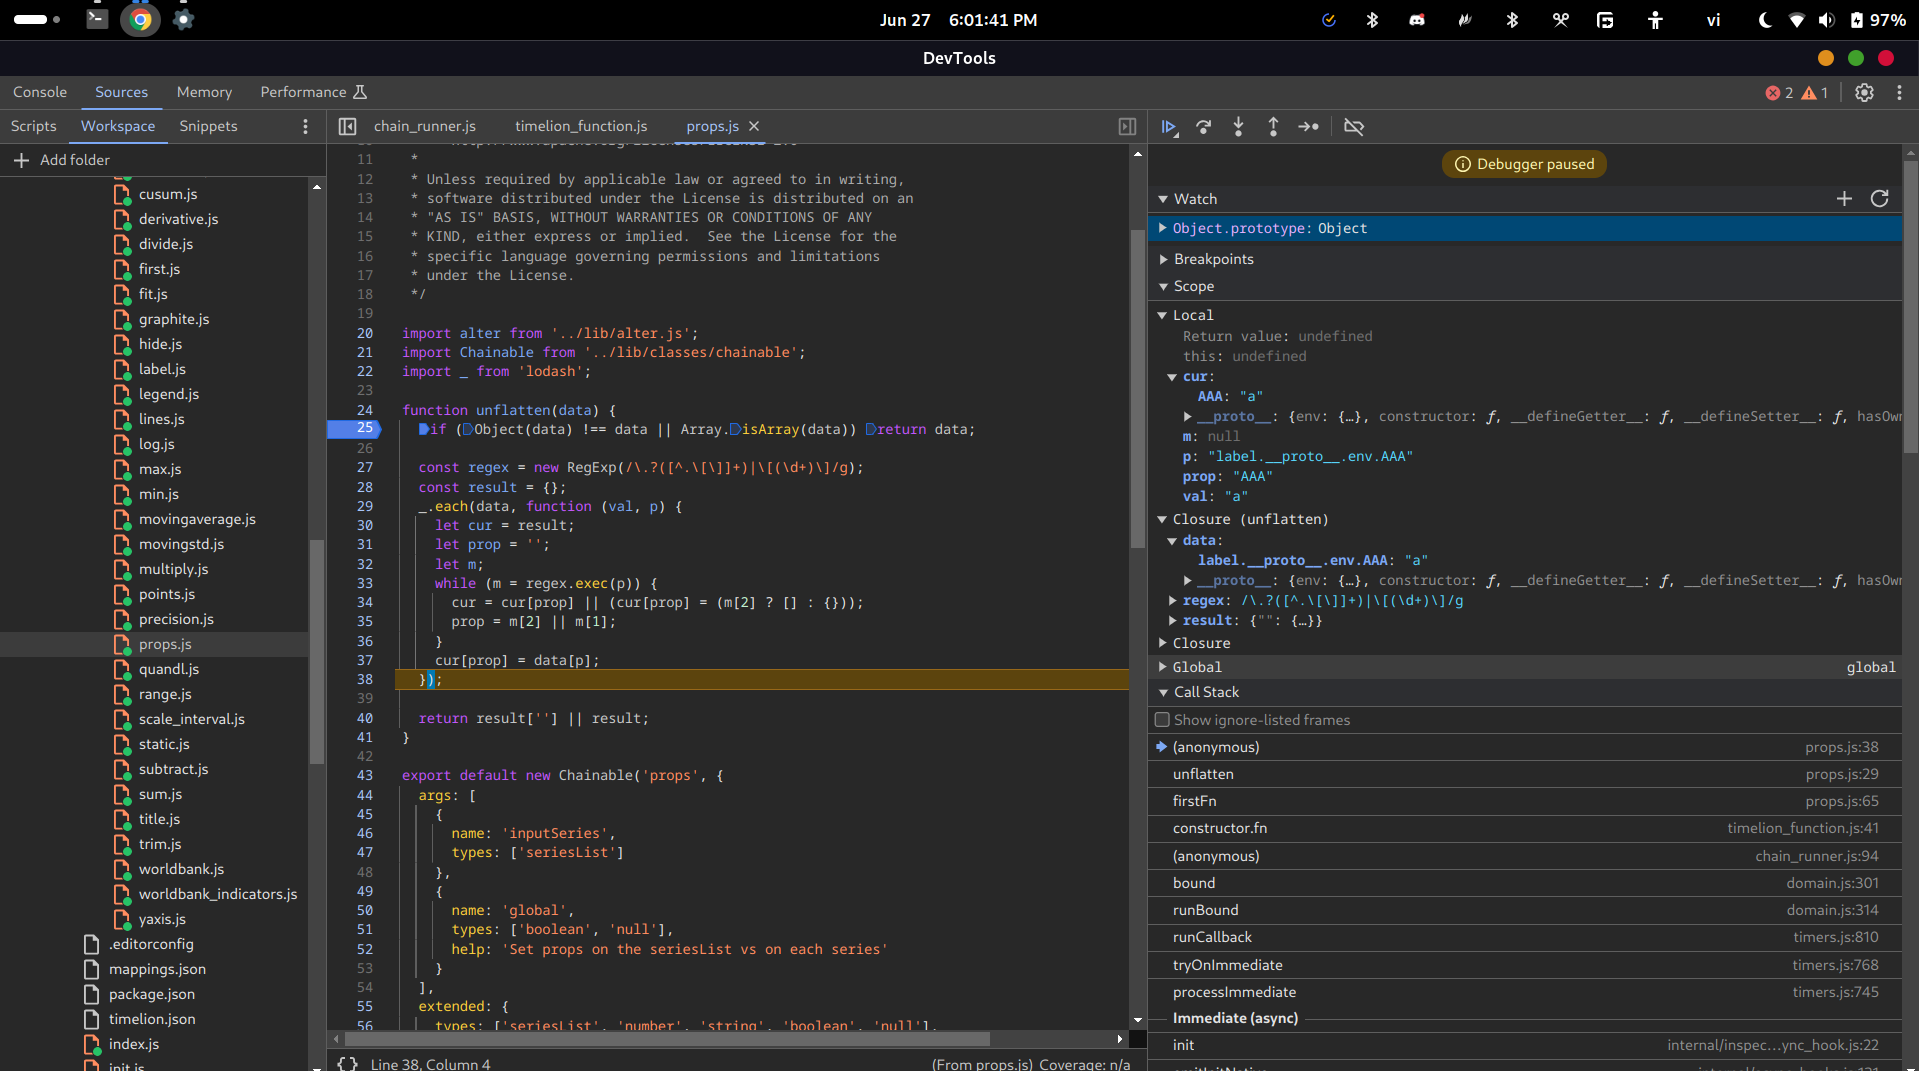 Jun 27 6:01:41 PM
vi
97%
DevTools
Console Sources Memory Performance
2 1
Scripts Workspace Snippets
chain_runner.js timelion_function.js props.js
Add folder
cusum.js
derivative.js
divide.js
first.js
fit.js
graphite.js
hide.js
label.js
legend.js
lines.js
log.js
max.js
min.js
movingaverage.js
movingstd.js
multiply.js
points.js
precision.js
props.js
quandl.js
range.js
scale_interval.js
static.js
subtract.js
sum.js
title.js
trim.js
worldbank.js
worldbank_indicators.js
yaxis.js
.editorconfig
mappings.json
package.json
timelion.json
index.js
init.js
11 *
12 * Unless required by applicable law or agreed to in writing,
13 * software distributed under the License is distributed on an
14 * "AS IS" BASIS, WITHOUT WARRANTIES OR CONDITIONS OF ANY
15 * KIND, either express or implied.  See the License for the
16 * specific language governing permissions and limitations
17 * under the License.
18 */
19
20 import alter from '../lib/alter.js';
21 import Chainable from '../lib/classes/chainable';
22 import _ from 'lodash';
23
24 function unflatten(data) {
25 if (Object(data) !== data || Array.isArray(data)) return data;
26
27 const regex = new RegExp(/\.?([^.\[\]]+)|\[(\d+)\]/g);
28 const result = {};
29 _.each(data, function (val, p) {
30 let cur = result;
31 let prop = '';
32 let m;
33 while (m = regex.exec(p)) {
34 cur = cur[prop] || (cur[prop] = (m[2] ? [] : {}));
35 prop = m[2] || m[1];
36 }
37 cur[prop] = data[p];
38 });
39
40 return result[''] || result;
41 }
42
43 export default new Chainable('props', {
44 args: [
45 {
46 name: 'inputSeries',
47 types: ['seriesList']
48 },
49 {
50 name: 'global',
51 types: ['boolean', 'null'],
52 help: 'Set props on the seriesList vs on each series'
53 }
54 ],
55 extended: {
56 types: ['seriesList', 'number', 'string', 'boolean', 'null'],
{} Line 38, Column 4 (From props.js) Coverage: n/a
Debugger paused
Watch
Object.prototype: Object
Breakpoints
Scope
Local
Return value: undefined
this: undefined
cur:
AAA: "a"
__proto__: {env: {…}, constructor: ƒ, __defineGetter__: ƒ, __defineSetter__: ƒ, hasOwn
m: null
p: "label.__proto__.env.AAA"
prop: "AAA"
val: "a"
Closure (unflatten)
data:
label.__proto__.env.AAA: "a"
__proto__: {env: {…}, constructor: ƒ, __defineGetter__: ƒ, __defineSetter__: ƒ, hasOwn
regex: /\.?([^.\[\]]+)|\[(\d+)\]/g
result: {"": {…}}
Closure
Global global
Call Stack
Show ignore-listed frames
(anonymous) props.js:38
unflatten props.js:29
firstFn props.js:65
constructor.fn timelion_function.js:41
(anonymous) chain_runner.js:94
bound domain.js:301
runBound domain.js:314
runCallback timers.js:810
tryOnImmediate timers.js:768
processImmediate timers.js:745
Immediate (async)
init internal/inspec…ync_hook.js:22